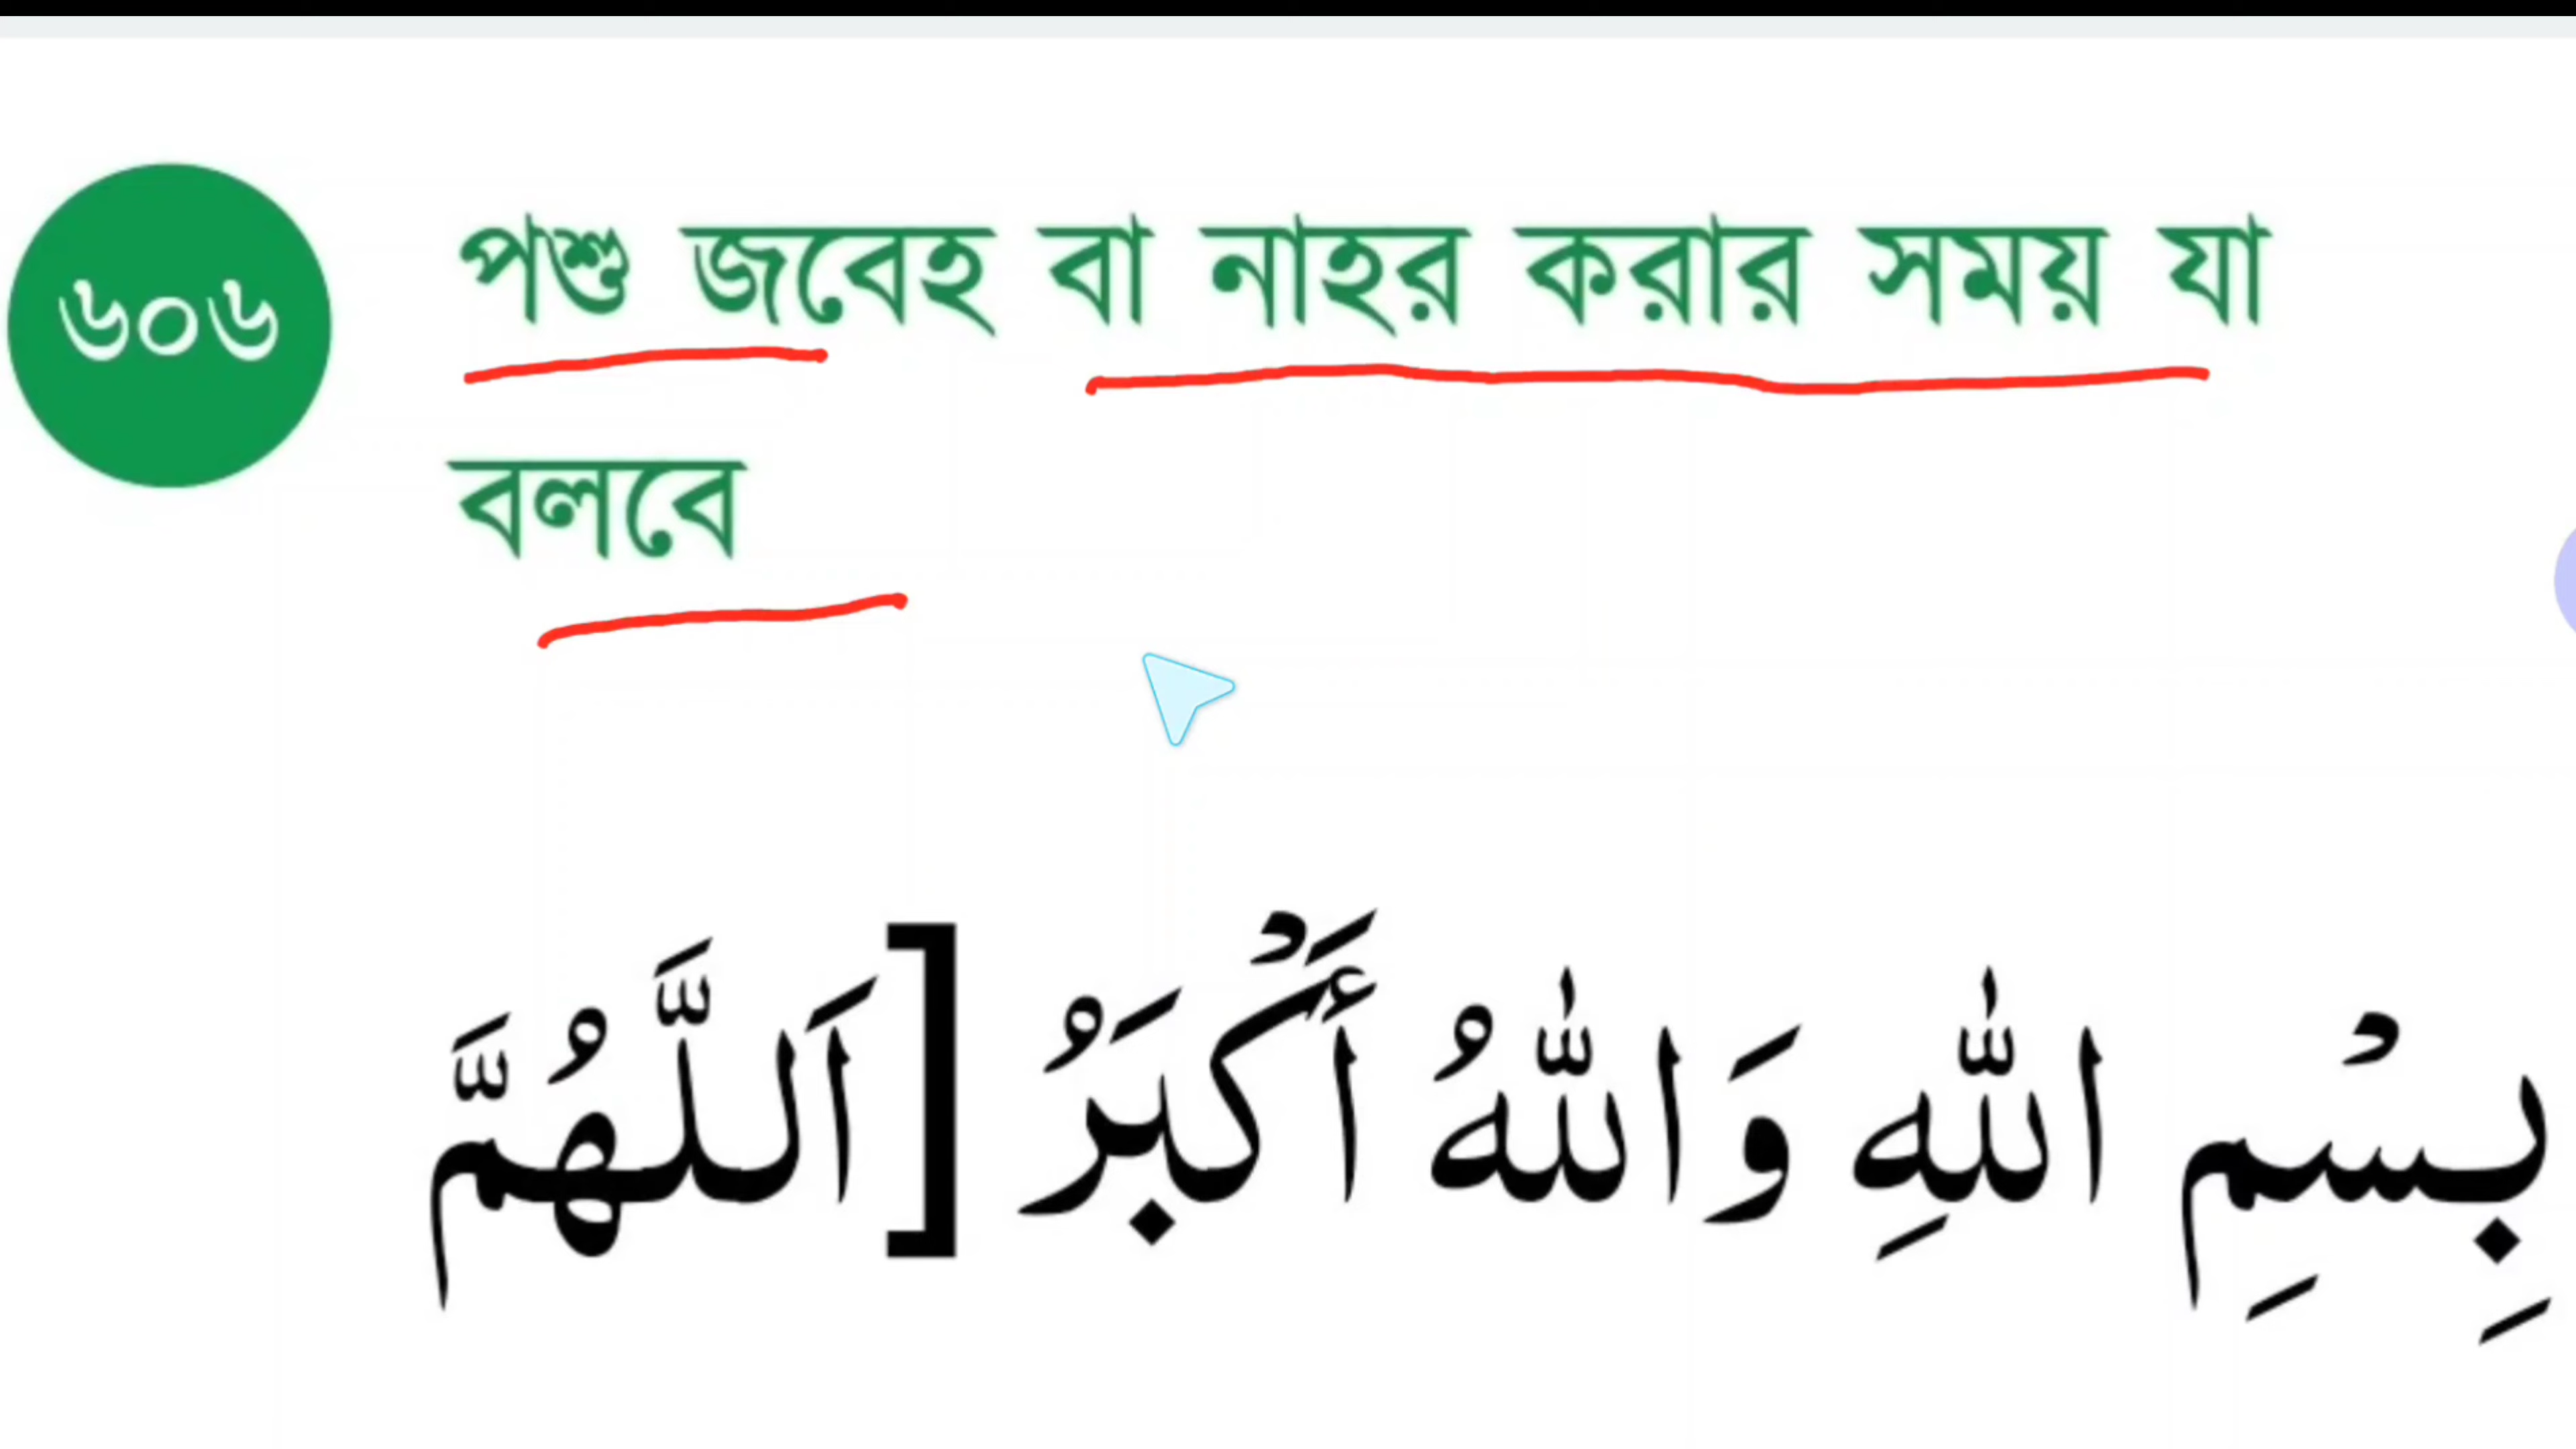 ৬০৬
পশু জবেহ বা নাহর করার সময় যা
বলবে
بِسْمِ اللّٰهِ وَاللّٰهُ أَكْبَرُ [اَللَّهُمَّ